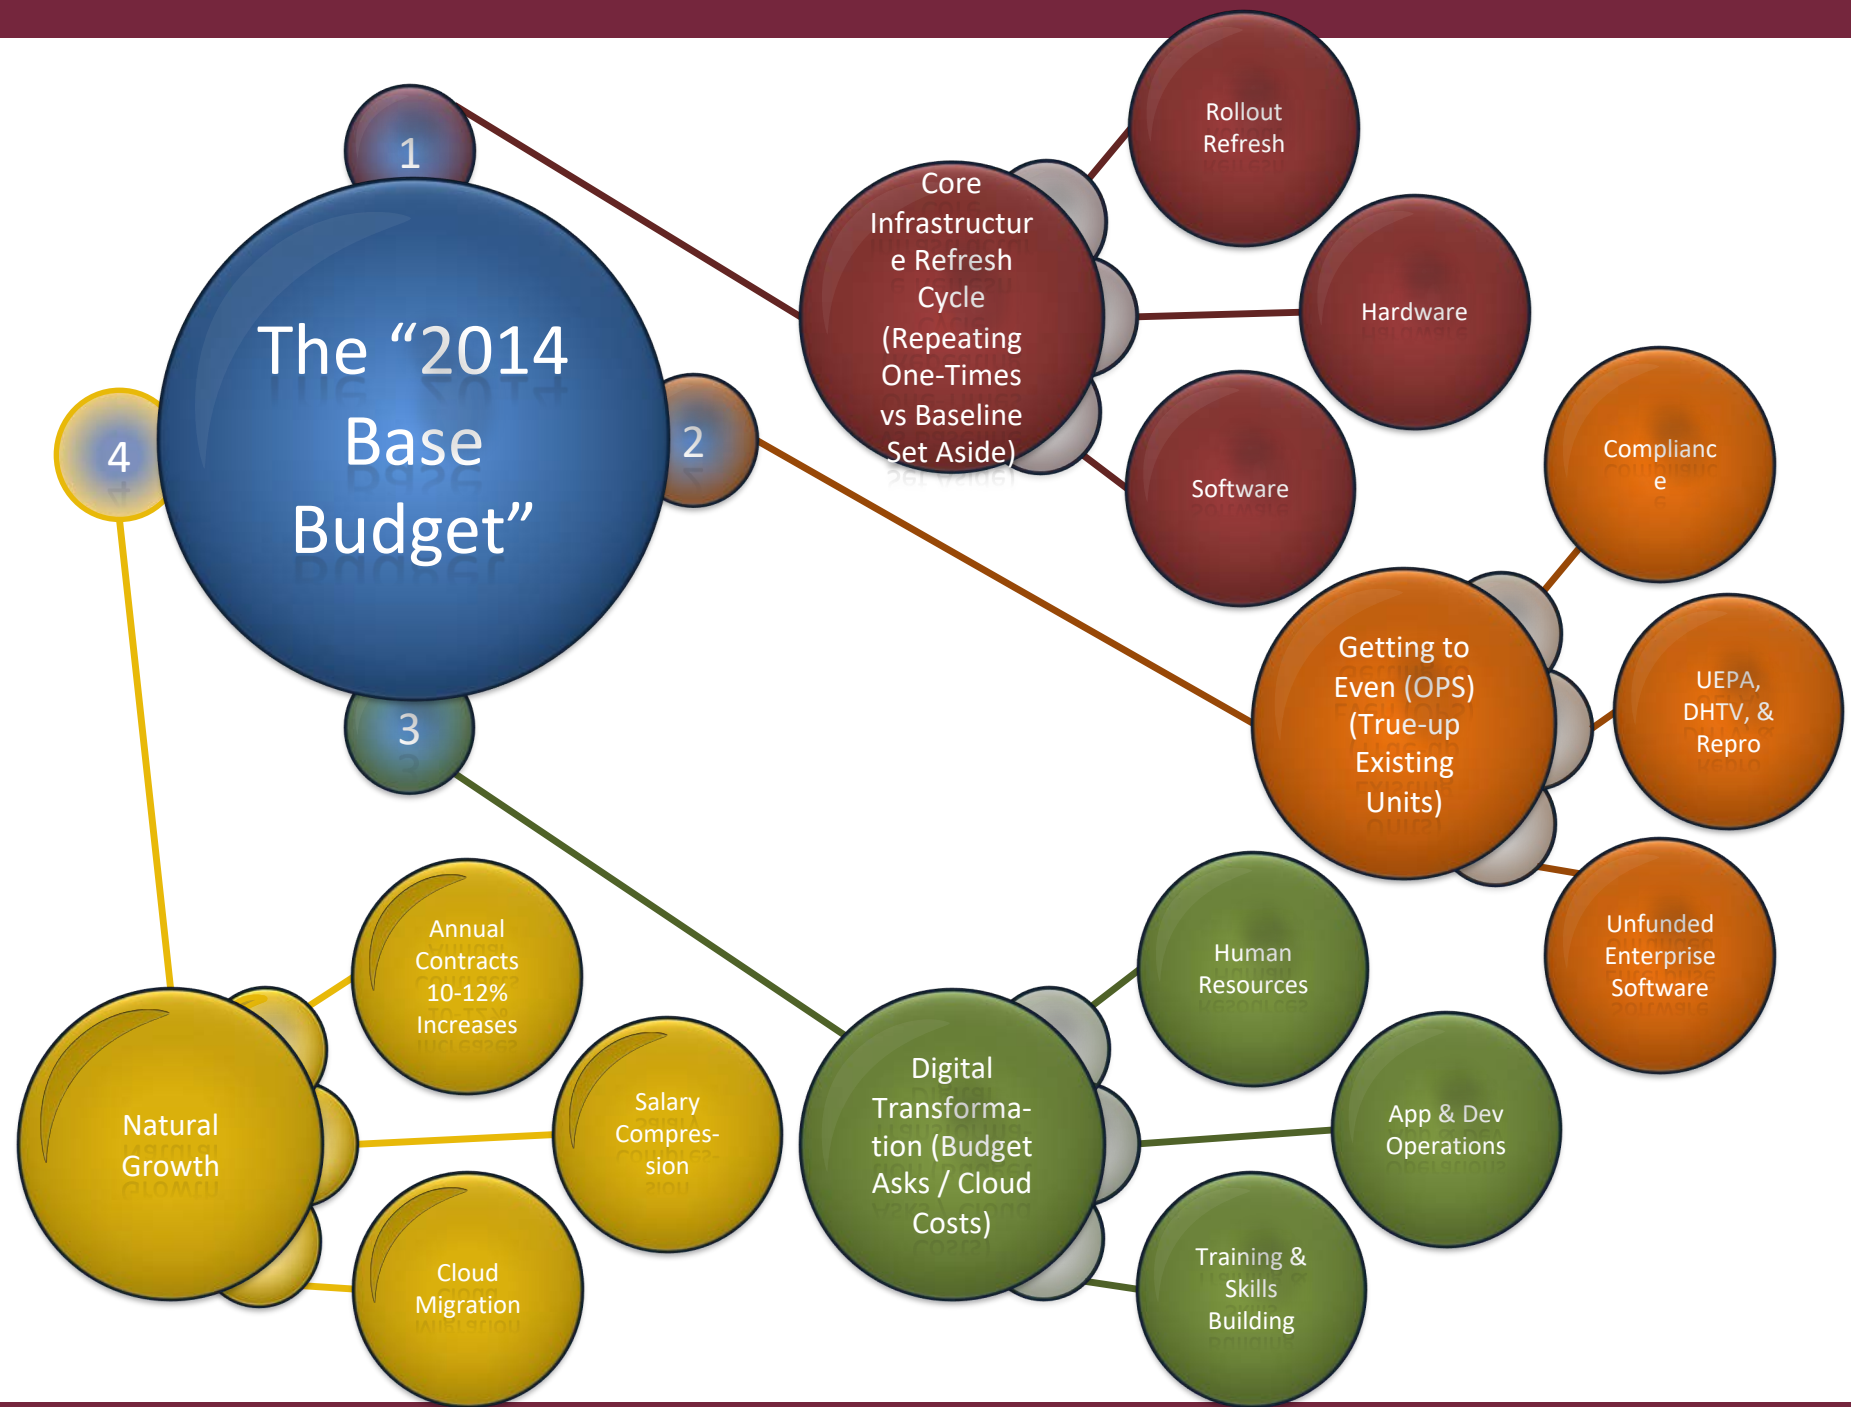 The “2014
Base
Budget”
1
2
3
4
Core
Infrastructur
e Refresh
Cycle
(Repeating
One-Times
vs Baseline
Set Aside)
Rollout
Refresh
Hardware
Software
Getting to
Even (OPS)
(True-up
Existing
Units)
Complianc
e
UEPA,
DHTV, &
Repro
Unfunded
Enterprise
Software
Digital
Transforma-
tion (Budget
Asks / Cloud
Costs)
Human
Resources
App & Dev
Operations
Training &
Skills
Building
Natural
Growth
Annual
Contracts
10-12%
Increases
Salary
Compres-
sion
Cloud
Migration